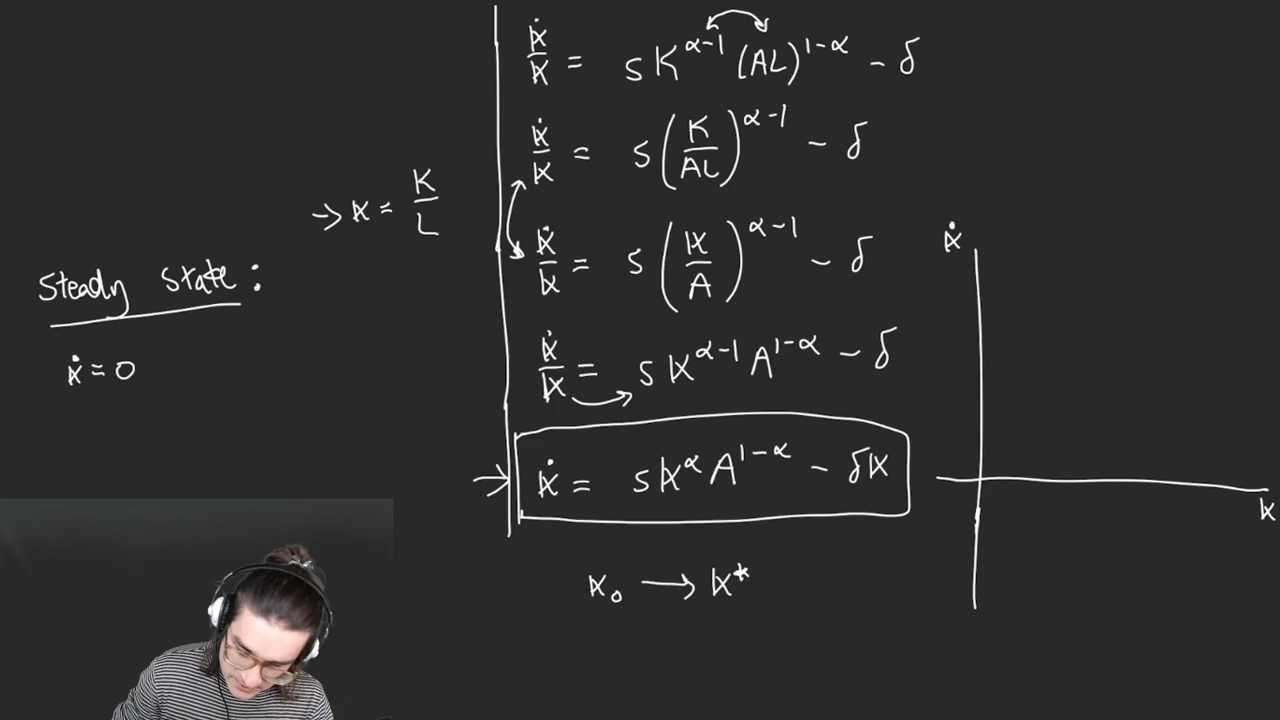 k̇/k = sK^{α-1}(AL)^{1-α} - δ
k̇/k = s(K/AL)^{α-1} - δ
→ k = K/L
k̇/k = s(k/A)^{α-1} - δ
k̇
Steady state:
k̇/k = sk^{α-1}A^{1-α} - δ
k̇ = 0
k̇ = sk^α A^{1-α} - δk
k
k₀ → k*